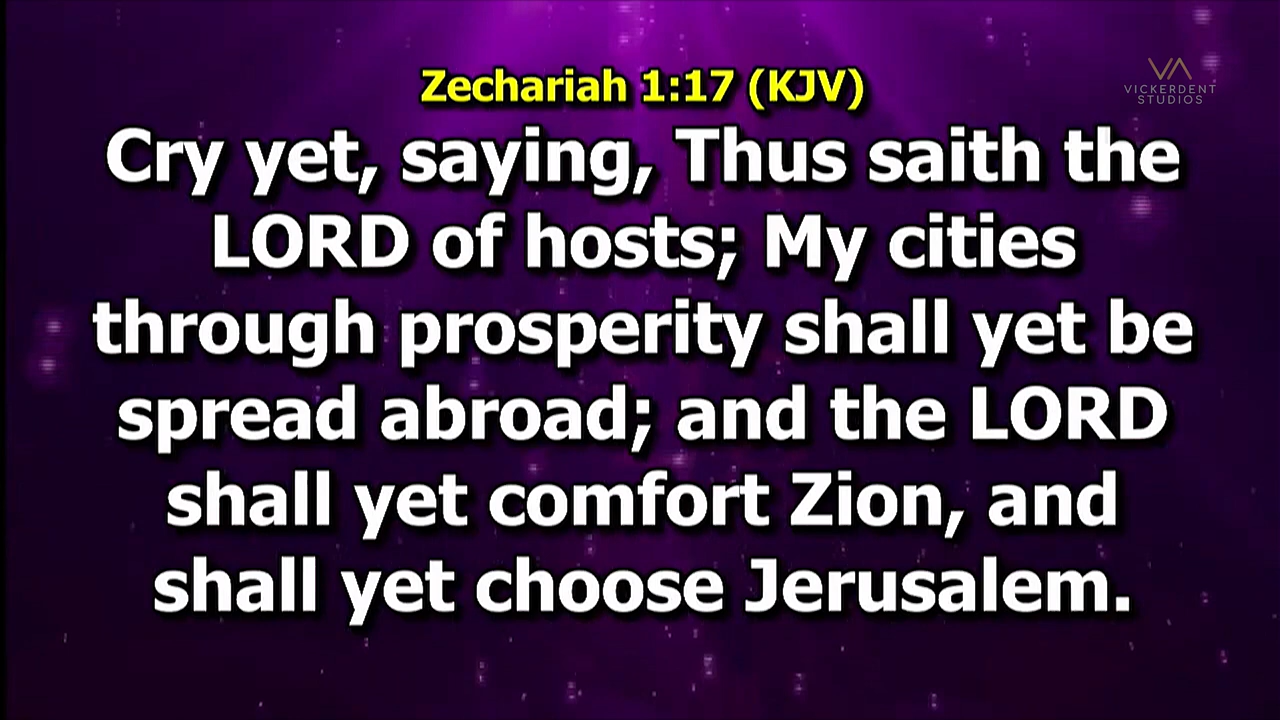 Zechariah 1:17 (KJV)
VICKERDENT
STUDIOS
Cry yet, saying, Thus saith the
LORD of hosts; My cities
through prosperity shall yet be
spread abroad; and the LORD
shall yet comfort Zion, and
shall yet choose Jerusalem.